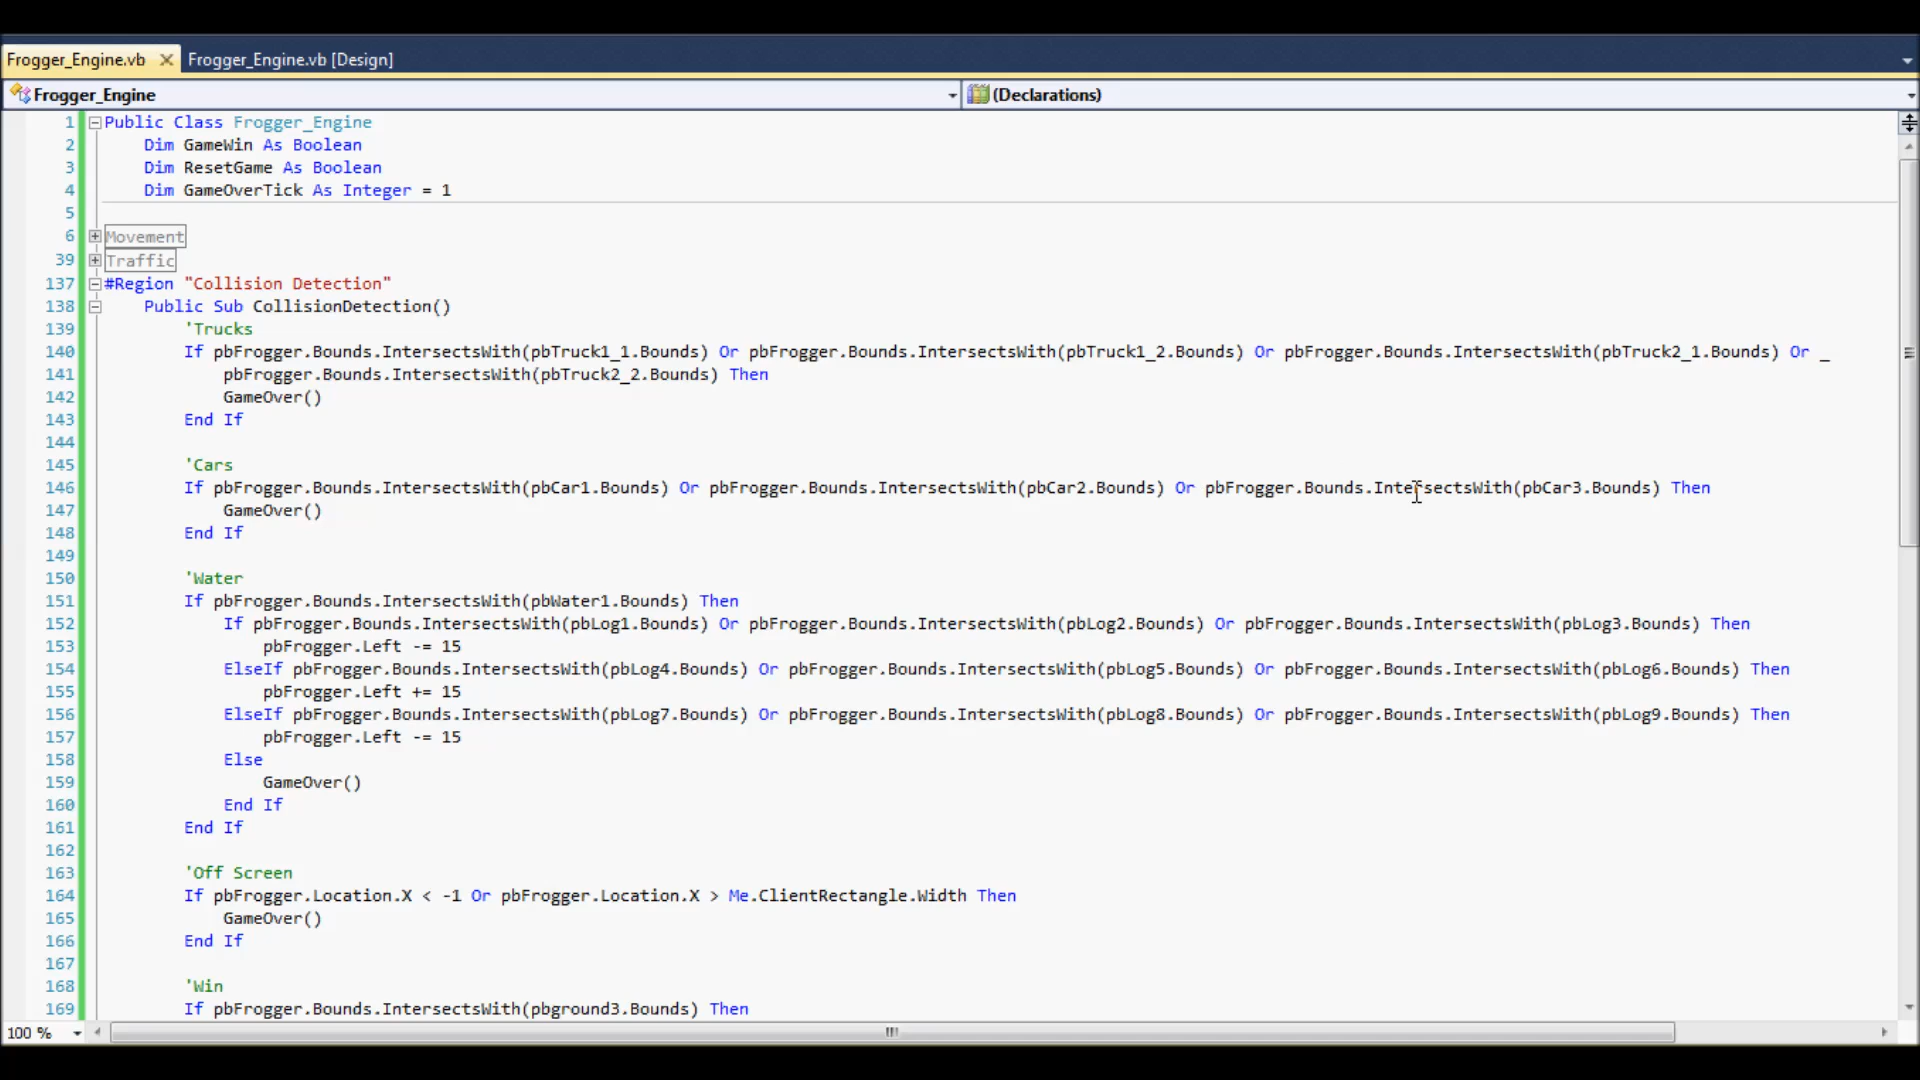 Frogger_Engine.vb
Frogger_Engine.vb [Design]
Frogger_Engine
(Declarations)
1 Public Class Frogger_Engine
2 Dim GameWin As Boolean
3 Dim ResetGame As Boolean
4 Dim GameOverTick As Integer = 1
5
6 Movement
39 Traffic
137 #Region "Collision Detection"
138 Public Sub CollisionDetection()
139 'Trucks
140 If pbFrogger.Bounds.IntersectsWith(pbTruck1_1.Bounds) Or pbFrogger.Bounds.IntersectsWith(pbTruck1_2.Bounds) Or pbFrogger.Bounds.IntersectsWith(pbTruck2_1.Bounds) Or _
141 pbFrogger.Bounds.IntersectsWith(pbTruck2_2.Bounds) Then
142 GameOver()
143 End If
144
145 'Cars
146 If pbFrogger.Bounds.IntersectsWith(pbCar1.Bounds) Or pbFrogger.Bounds.IntersectsWith(pbCar2.Bounds) Or pbFrogger.Bounds.IntersectsWith(pbCar3.Bounds) Then
147 GameOver()
148 End If
149
150 'Water
151 If pbFrogger.Bounds.IntersectsWith(pbWater1.Bounds) Then
152 If pbFrogger.Bounds.IntersectsWith(pbLog1.Bounds) Or pbFrogger.Bounds.IntersectsWith(pbLog2.Bounds) Or pbFrogger.Bounds.IntersectsWith(pbLog3.Bounds) Then
153 pbFrogger.Left -= 15
154 ElseIf pbFrogger.Bounds.IntersectsWith(pbLog4.Bounds) Or pbFrogger.Bounds.IntersectsWith(pbLog5.Bounds) Or pbFrogger.Bounds.IntersectsWith(pbLog6.Bounds) Then
155 pbFrogger.Left += 15
156 ElseIf pbFrogger.Bounds.IntersectsWith(pbLog7.Bounds) Or pbFrogger.Bounds.IntersectsWith(pbLog8.Bounds) Or pbFrogger.Bounds.IntersectsWith(pbLog9.Bounds) Then
157 pbFrogger.Left -= 15
158 Else
159 GameOver()
160 End If
161 End If
162
163 'Off Screen
164 If pbFrogger.Location.X < -1 Or pbFrogger.Location.X > Me.ClientRectangle.Width Then
165 GameOver()
166 End If
167
168 'Win
169 If pbFrogger.Bounds.IntersectsWith(pbground3.Bounds) Then
100 %